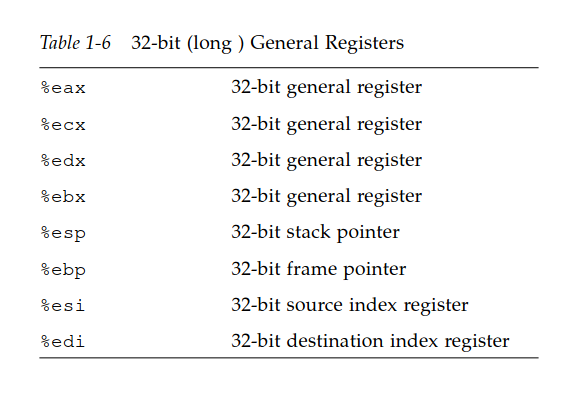 Table 1-6 32-bit (long ) General Registers
%eax 32-bit general register
%ecx 32-bit general register
%edx 32-bit general register
%ebx 32-bit general register
%esp 32-bit stack pointer
%ebp 32-bit frame pointer
%esi 32-bit source index register
%edi 32-bit destination index register